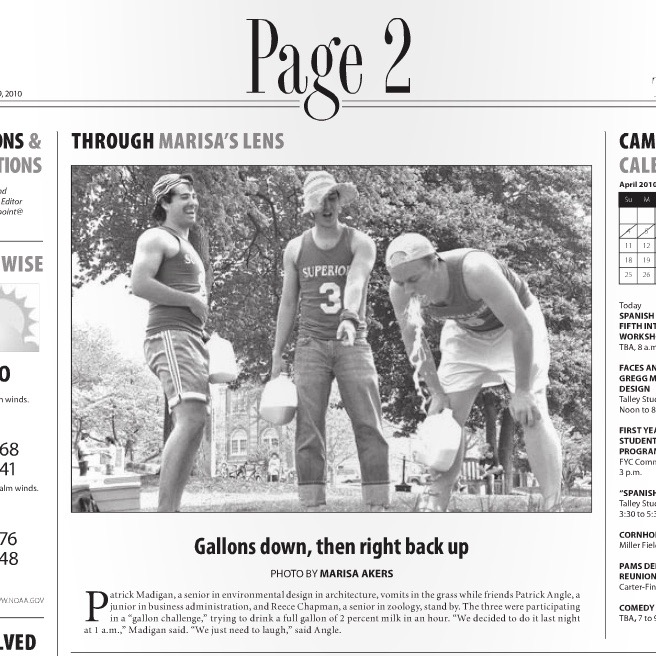 Page 2
9, 2010
ONS &
TIONS
nd
Editor
point@
WISE
0
n winds.
68
41
alm winds.
76
48
W.NOAA.GOV
LVED
THROUGH MARISA'S LENS
SUPERIOR
3
Gallons down, then right back up
PHOTO BY MARISA AKERS
Patrick Madigan, a senior in environmental design in architecture, vomits in the grass while friends Patrick Angle, a
junior in business administration, and Reece Chapman, a senior in zoology, stand by. The three were participating
in a “gallon challenge,” trying to drink a full gallon of 2 percent milk in an hour. “We decided to do it last night
at 1 a.m.,” Madigan said. “We just need to laugh,” said Angle.
CAM
CALE
April 2010
Su M
4 5
11 12
18 19
25 26
Today
SPANISH
FIFTH INT
WORKSH
TBA, 8 a.m
FACES AN
GREGG M
DESIGN
Talley Stu
Noon to 8
FIRST YEA
STUDENT
PROGRAM
FYC Comm
3 p.m.
“SPANISH
Talley Stu
3:30 to 5:3
CORNHO
Miller Fiel
PAMS DE
REUNION
Carter-Fin
COMEDY
TBA, 7 to 9